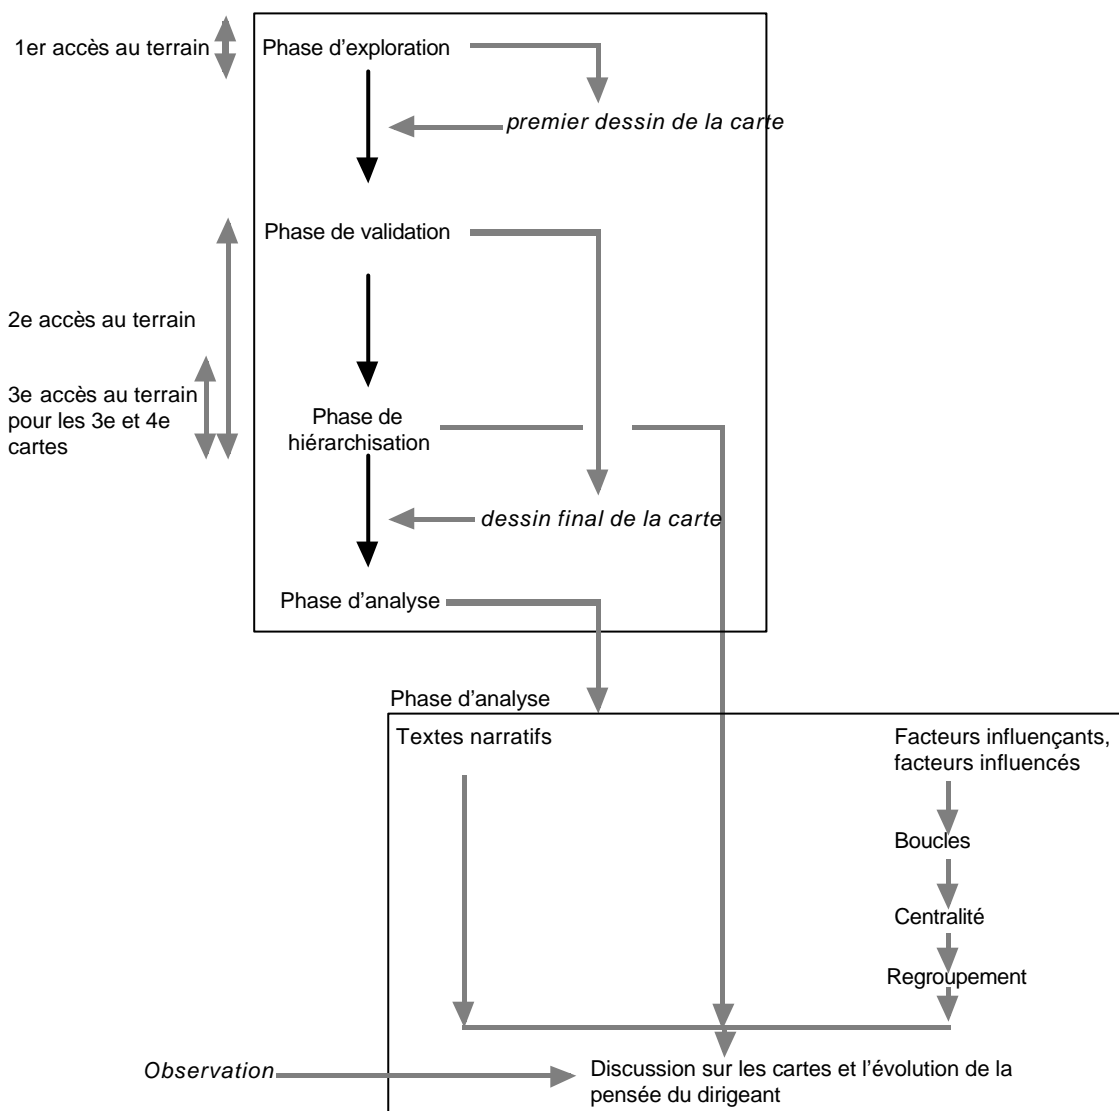 1er accès au terrain
Phase d'exploration
premier dessin de la carte
Phase de validation
2e accès au terrain
3e accès au terrain
pour les 3e et 4e
cartes
Phase de
hiérarchisation
dessin final de la carte
Phase d'analyse
Phase d'analyse
Textes narratifs
Facteurs influençants,
facteurs influencés
Boucles
Centralité
Regroupement
Observation
Discussion sur les cartes et l'évolution de la
pensée du dirigeant